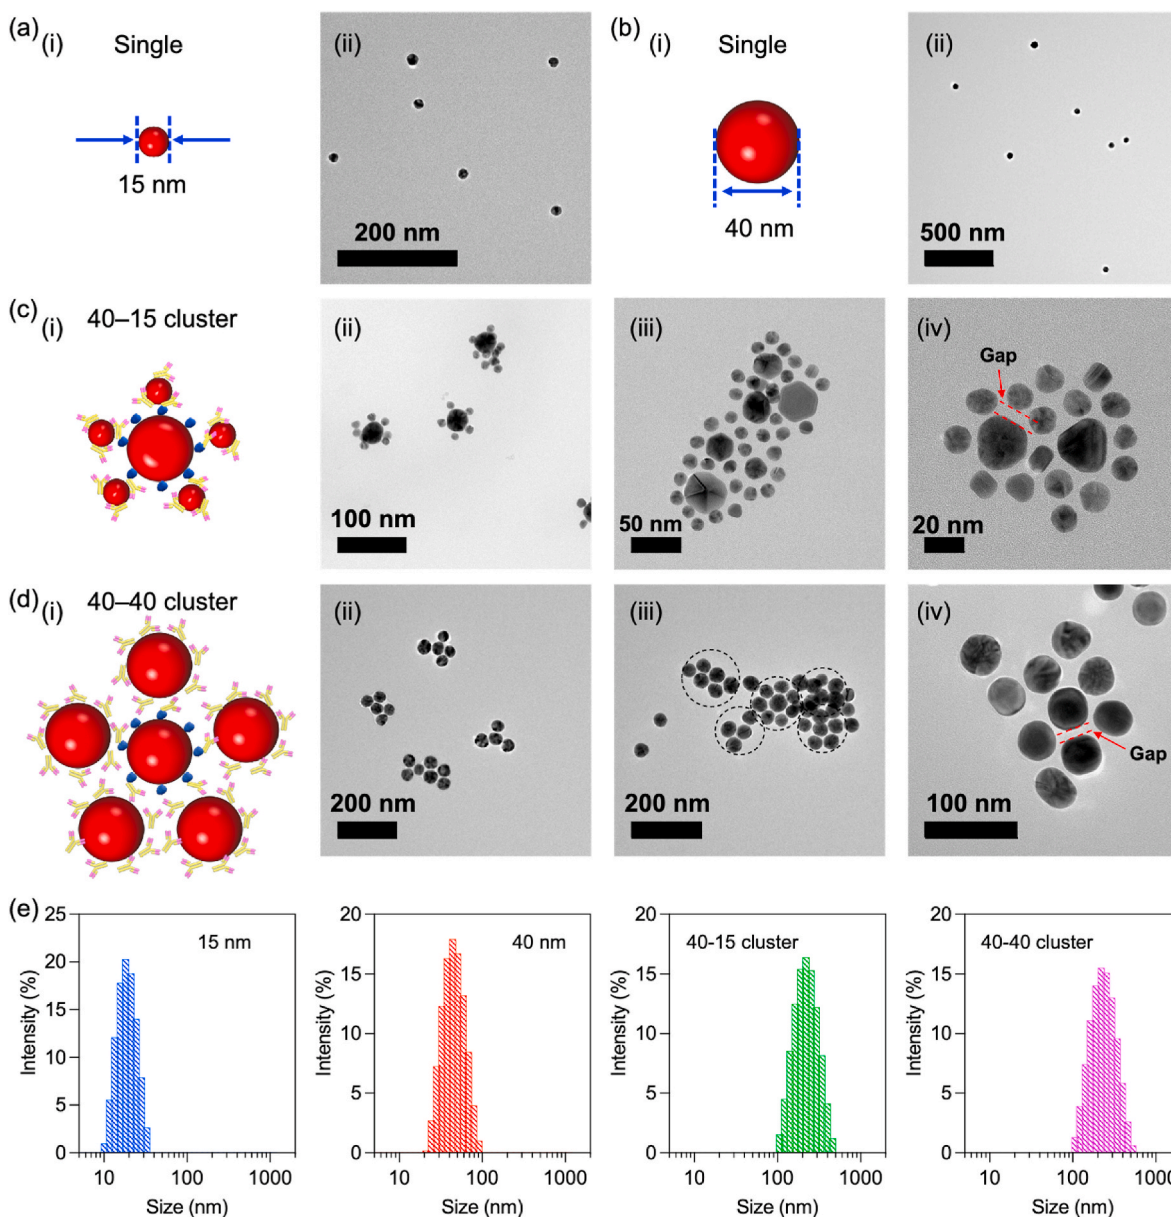 (a) (i) Single (ii)
15 nm
200 nm
(b) (i) Single (ii)
40 nm
500 nm
(c) (i) 40–15 cluster (ii) (iii) (iv)
Gap
100 nm
50 nm
20 nm
(d) (i) 40–40 cluster (ii) (iii) (iv)
Gap
200 nm
200 nm
100 nm
(e)
Intensity (%)
25
20
15
10
5
0
15 nm
10 100 1000
Size (nm)
Intensity (%)
20
15
10
5
0
40 nm
10 100 1000
Size (nm)
Intensity (%)
20
15
10
5
0
40-15 cluster
10 100 1000
Size (nm)
Intensity (%)
20
15
10
5
0
40-40 cluster
10 100 1000
Size (nm)